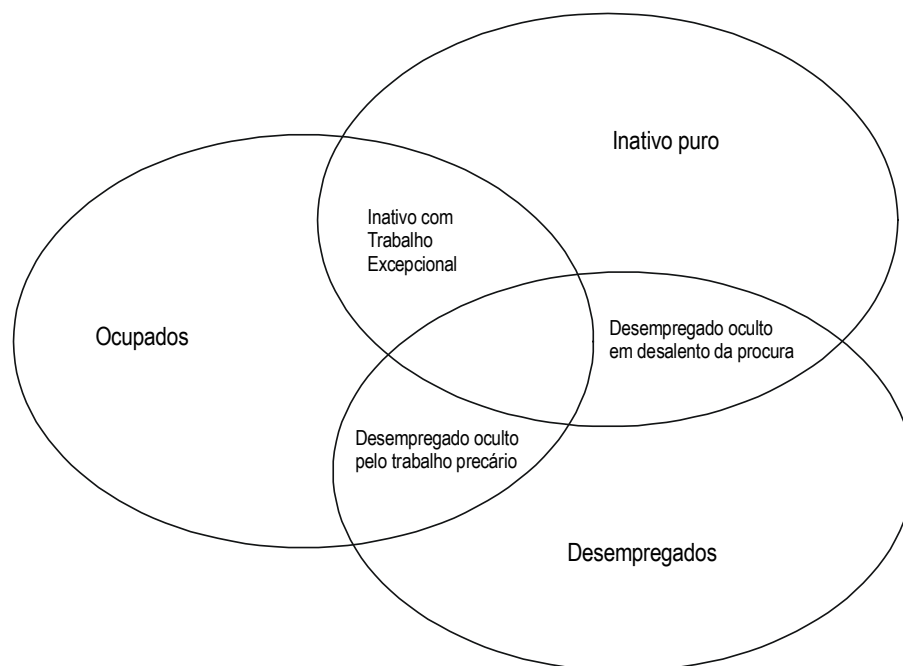 Inativo puro
Inativo com
Trabalho
Excepcional
Ocupados
Desempregado oculto
em desalento da procura
Desempregado oculto
pelo trabalho precário
Desempregados